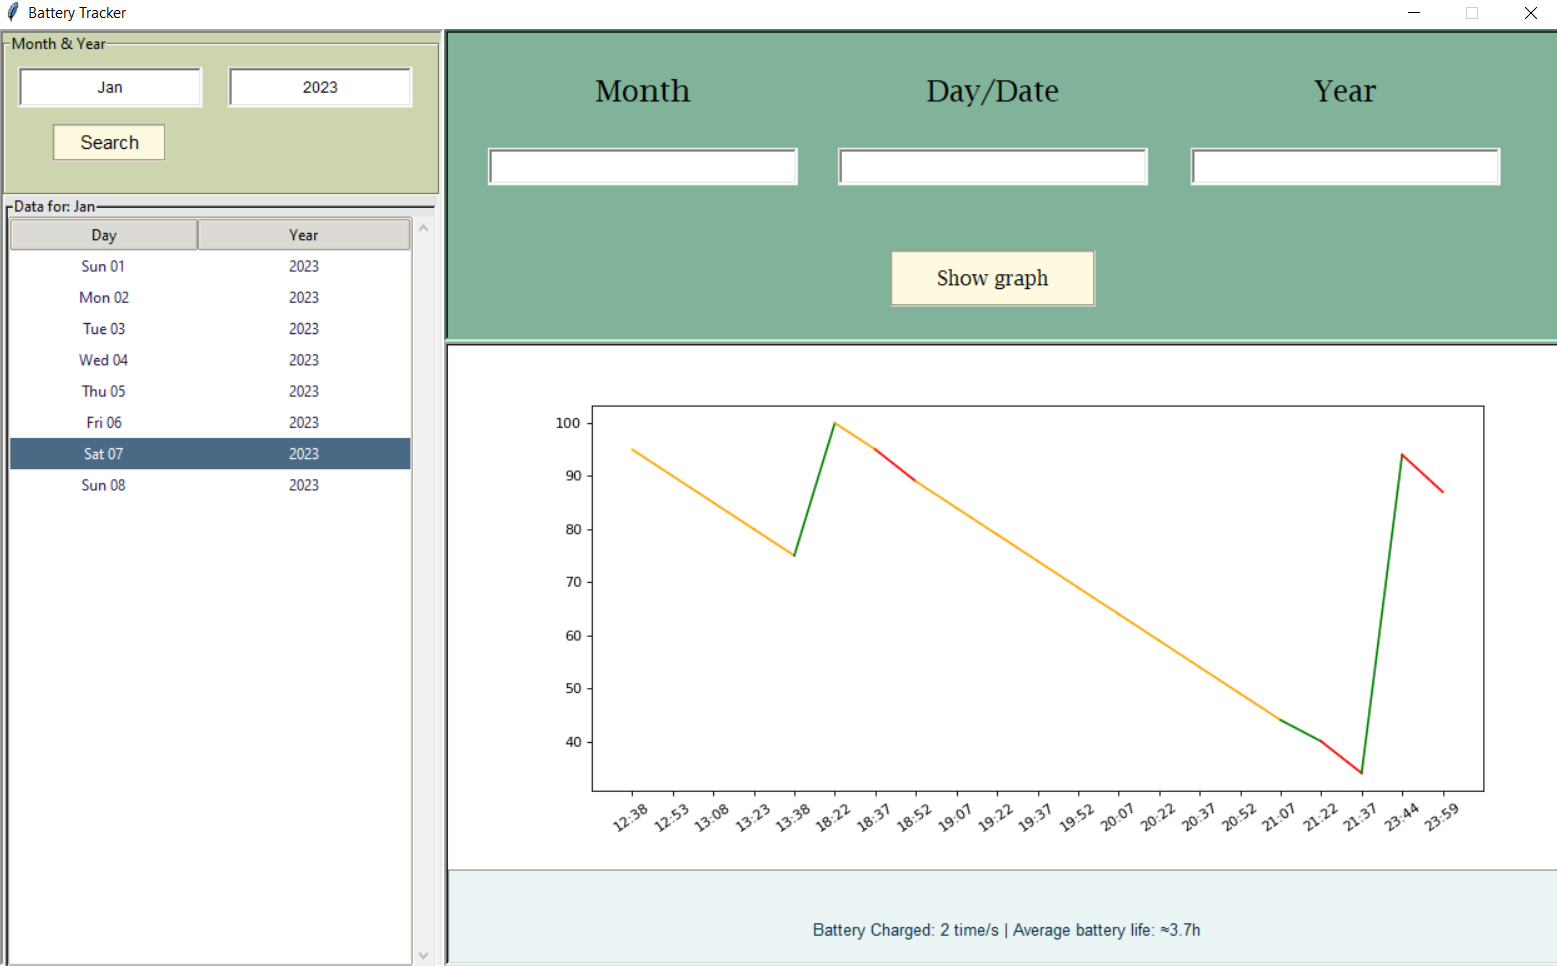 Battery Tracker
Month & Year
Jan 2023
Search
Data for: Jan
Day Year
Sun 01 2023
Mon 02 2023
Tue 03 2023
Wed 04 2023
Thu 05 2023
Fri 06 2023
Sat 07 2023
Sun 08 2023
Month Day/Date Year
Show graph
100
90
80
70
60
50
40
12:38 12:53 13:08 13:23 13:38 18:22 18:37 18:52 19:07 19:22 19:37 19:52 20:07 20:22 20:37 20:52 21:07 21:22 21:37 23:44 23:59
Battery Charged: 2 time/s | Average battery life: ≈3.7h